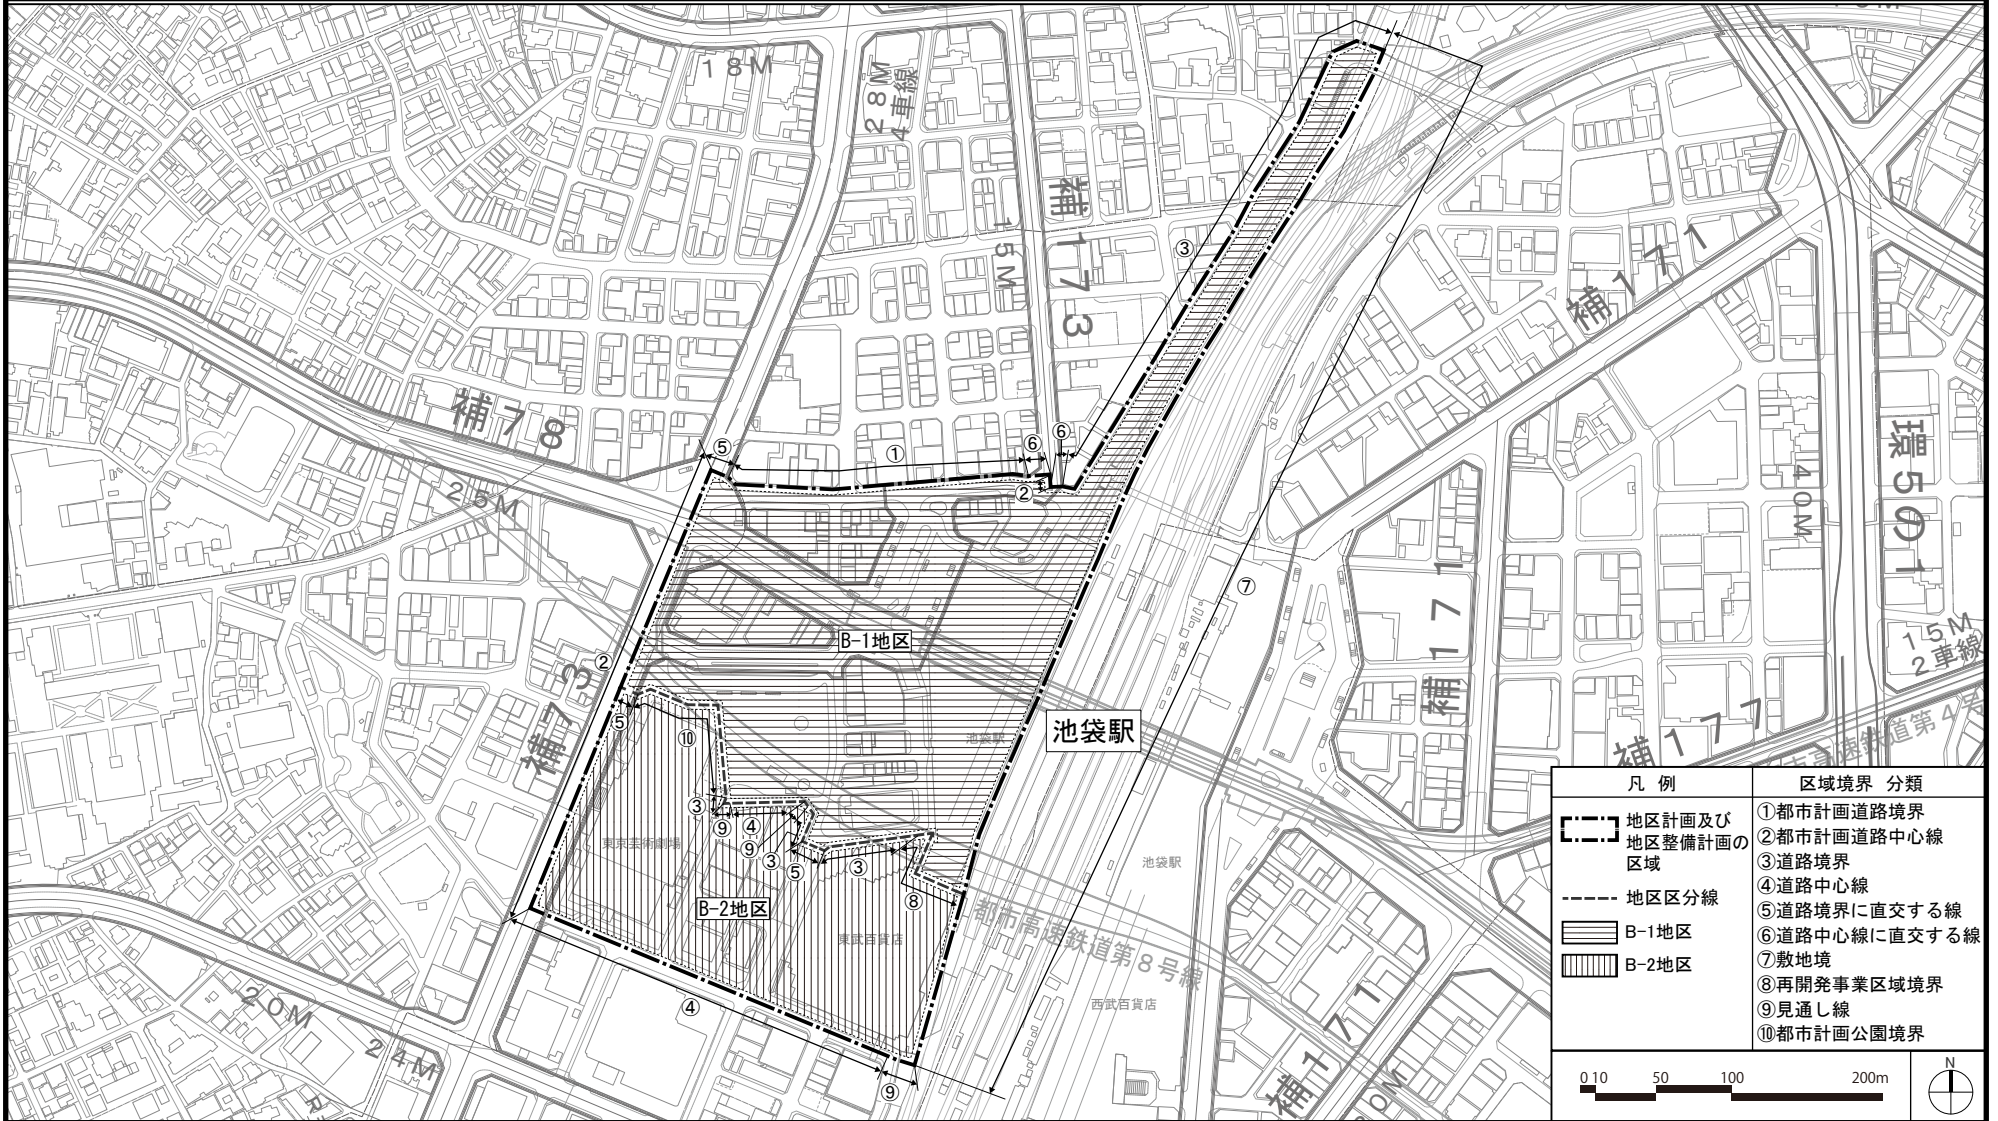 18M
28M
4車線
補173
15M
③
補171
環5の1
40M
補78
25M
⑤
①
⑥
⑥
②
⑦
B-1地区
②
補73
補171
15M
2車線
⑤
⑩
池袋駅
池袋駅
補177
都市高速鉄道第4号
③
⑨
④
⑨
③
⑤
③
⑧
東京芸術劇場
池袋駅
B-2地区
東武百貨店
都市高速鉄道第8号線
西武百貨店
④
20M
24M
⑨
補171
凡 例
地区計画及び
地区整備計画の
区域
地区区分線
B-1地区
B-2地区
区域境界 分類
①都市計画道路境界
②都市計画道路中心線
③道路境界
④道路中心線
⑤道路境界に直交する線
⑥道路中心線に直交する線
⑦敷地境
⑧再開発事業区域境界
⑨見通し線
⑩都市計画公園境界
0 10 50 100 200m
N